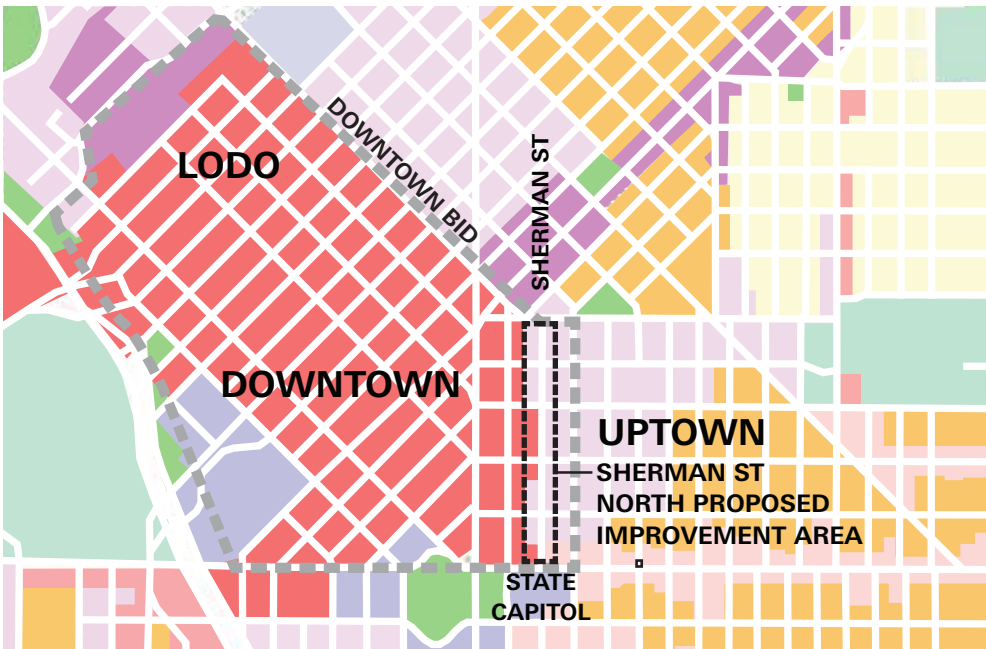 LODO
DOWNTOWN BID
SHERMAN ST
DOWNTOWN
UPTOWN
SHERMAN ST
NORTH PROPOSED
IMPROVEMENT AREA
STATE
CAPITOL